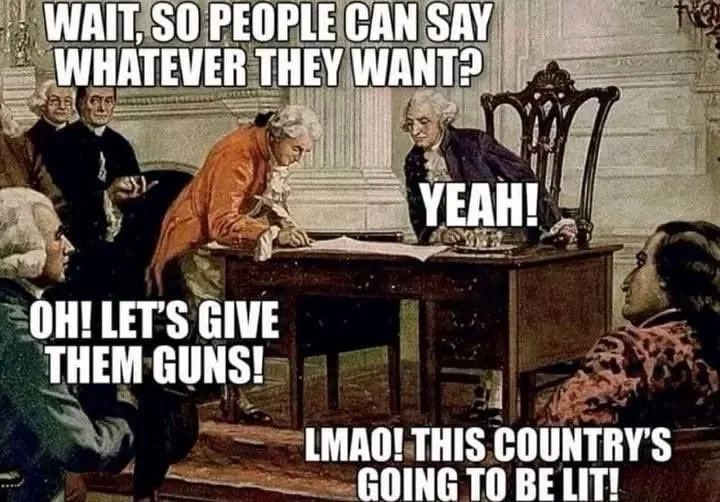 WAIT, SO PEOPLE CAN SAY
WHATEVER THEY WANT?
YEAH!
OH! LET'S GIVE
THEM GUNS!
LMAO! THIS COUNTRY'S
GOING TO BE LIT!